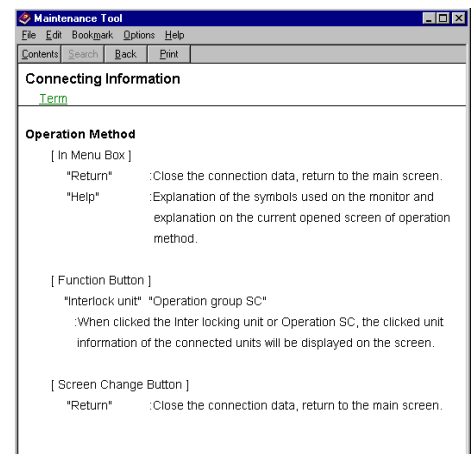 Maintenance Tool
File Edit Bookmark Options Help
Contents Search Back Print
Connecting Information
Term
Operation Method
[ In Menu Box ]
"Return" :Close the connection data, return to the main screen.
"Help" :Explanation of the symbols used on the monitor and
explanation on the current opened screen of operation
method.
[ Function Button ]
"Interlock unit" "Operation group SC"
:When clicked the Inter locking unit or Operation SC, the clicked unit
information of the connected units will be displayed on the screen.
[ Screen Change Button ]
"Return" :Close the connection data, return to the main screen.